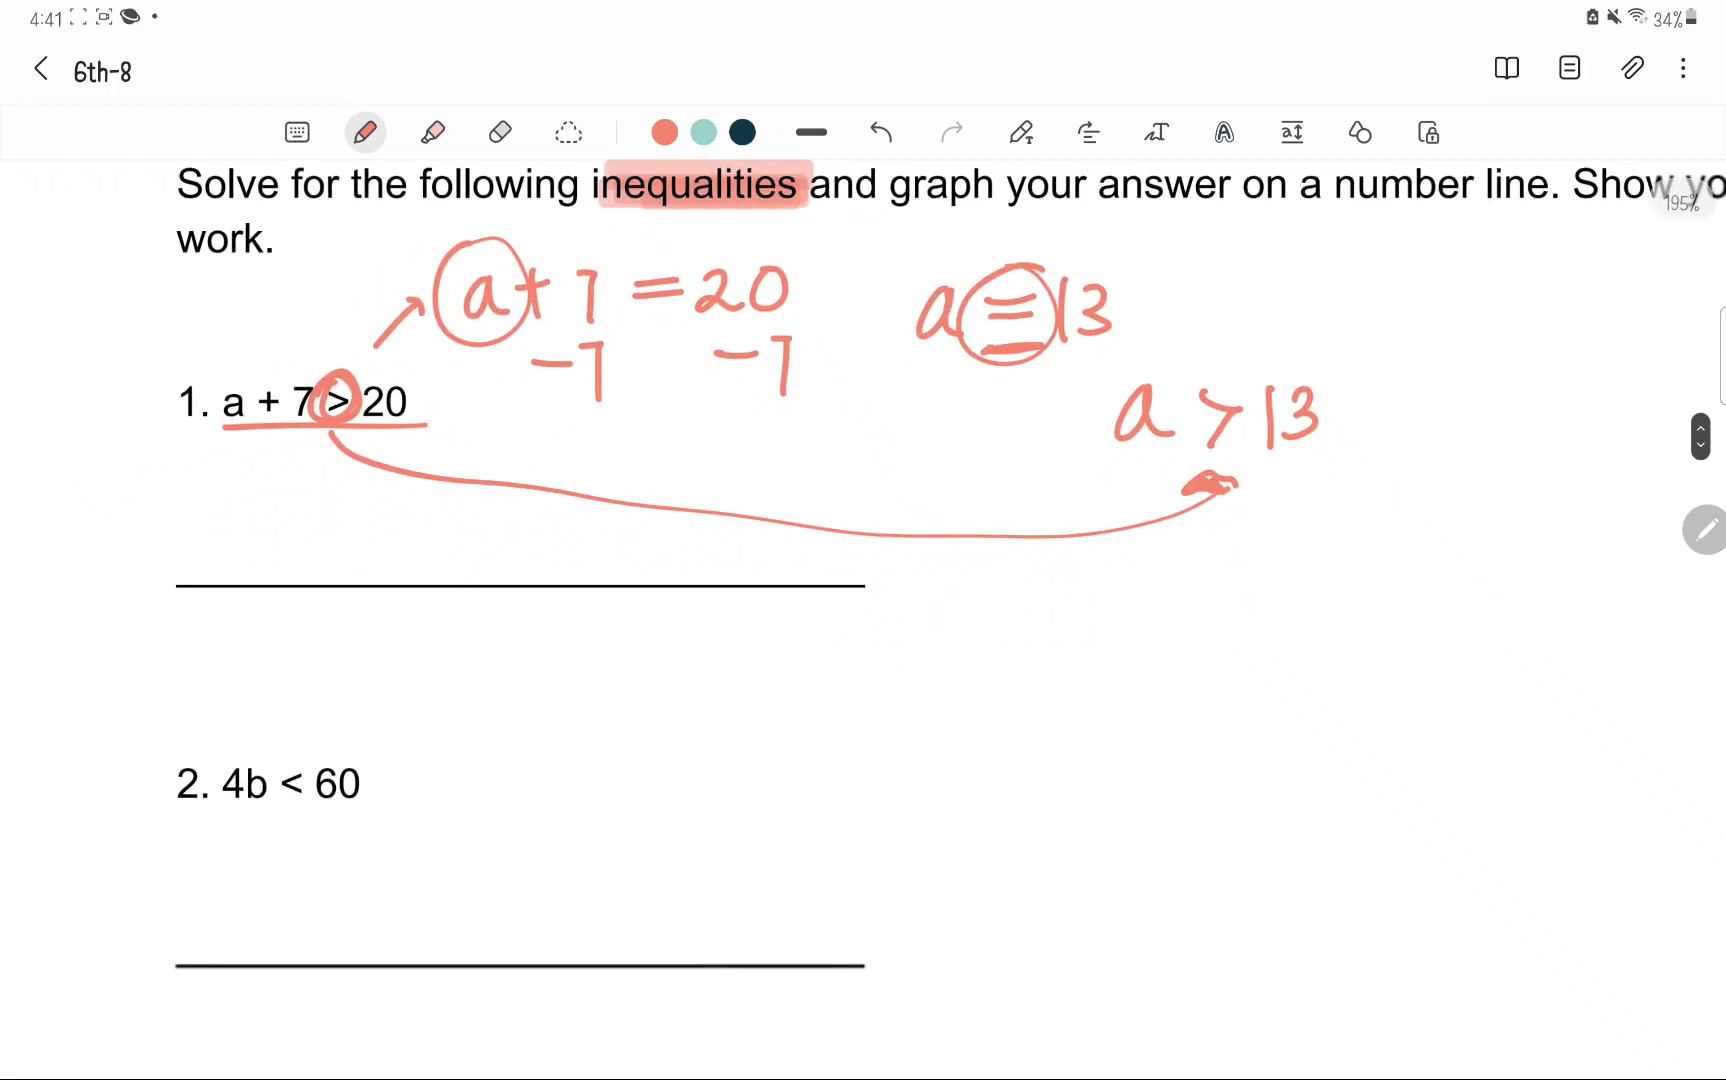 4:41
34%
6th-8
Solve for the following inequalities and graph your answer on a number line. Show yo
195%
work.
a + 7 = 20
a = 13
- 7 - 7
1. a + 7 > 20
a > 13
2. 4b < 60